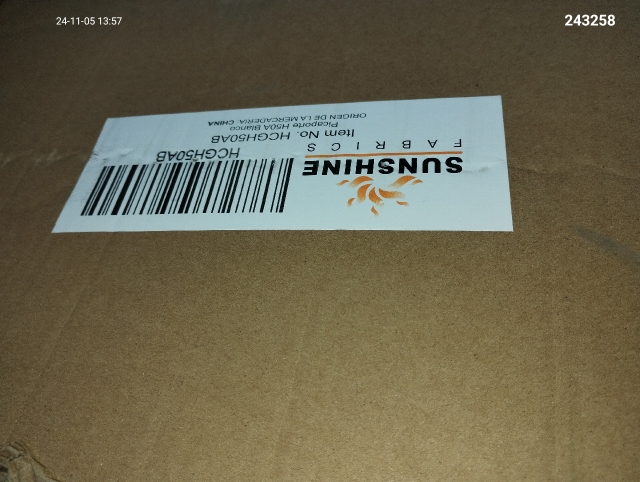 24-11-05 13:57
243258
SUNSHINE
FABRICS
HCGH50AB
Item No. HCGH50AB
Picaporte H50A Blanco
ORIGEN DE LA MERCADERIA: CHINA